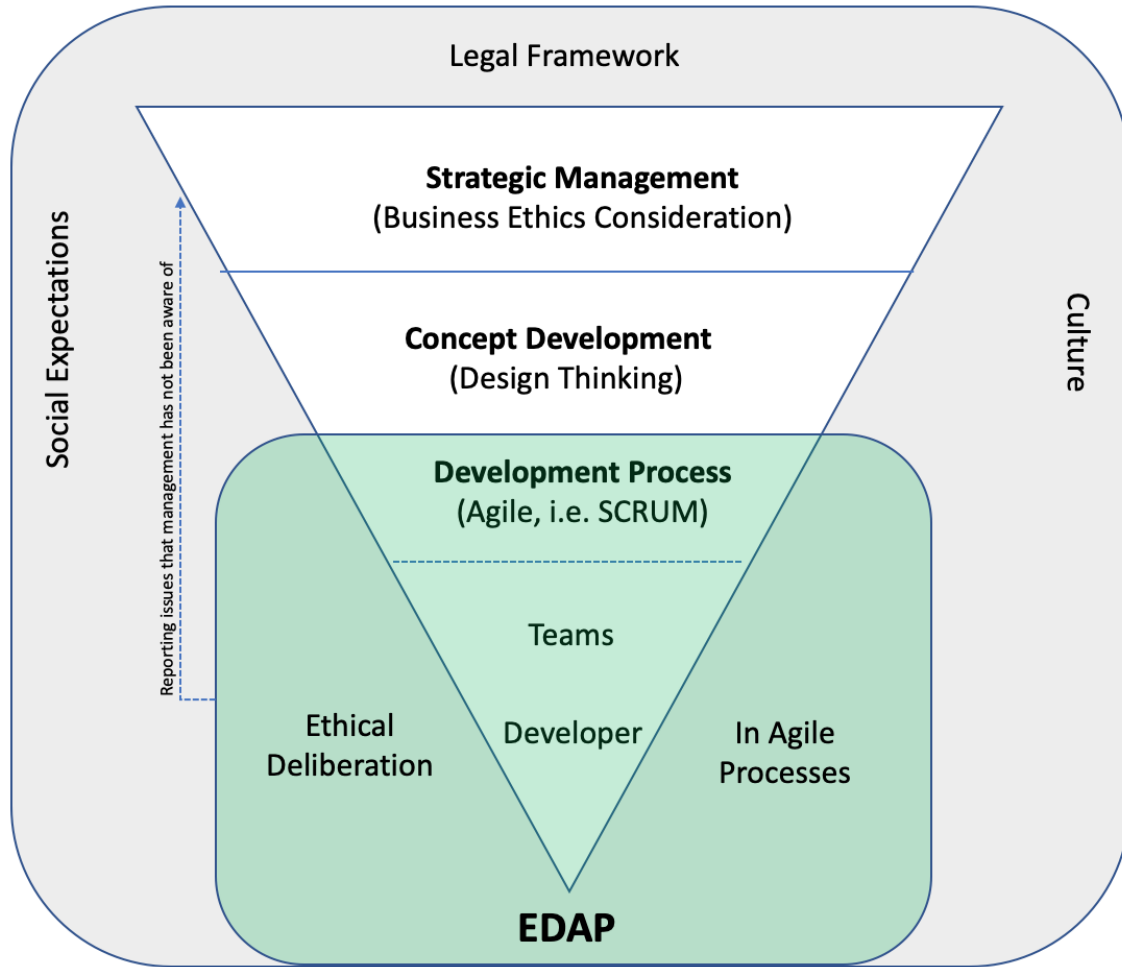 Legal Framework
Strategic Management
(Business Ethics Consideration)
Social Expectations
Reporting issues that management has not been aware of
Culture
Concept Development
(Design Thinking)
Development Process
(Agile, i.e. SCRUM)
Teams
Ethical
Deliberation
Developer
In Agile
Processes
EDAP